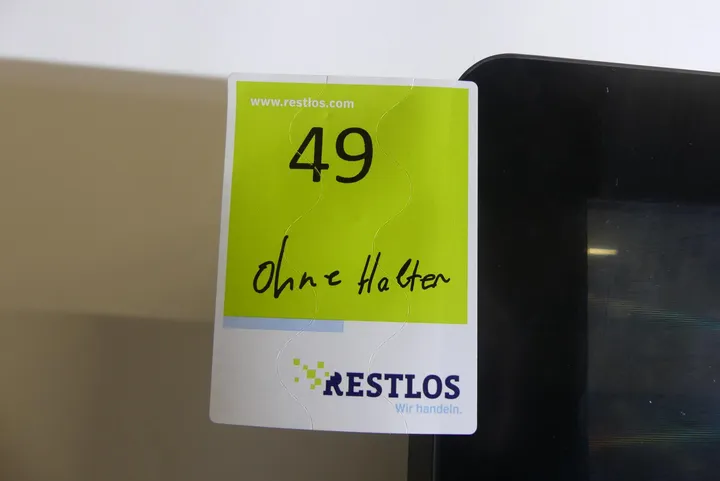 www.restlos.com
49
Ohne Halter
RESTLOS
Wir handeln.